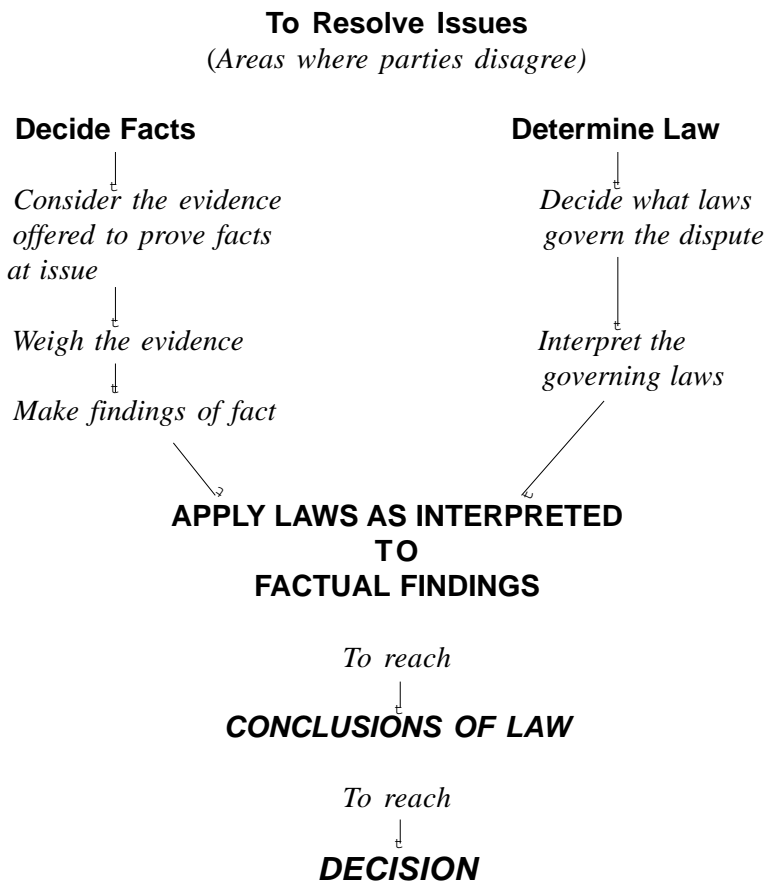 To Resolve Issues
(Areas where parties disagree)
Decide Facts
Consider the evidence
offered to prove facts
at issue
Weigh the evidence
Make findings of fact
Determine Law
Decide what laws
govern the dispute
Interpret the
governing laws
APPLY LAWS AS INTERPRETED
TO
FACTUAL FINDINGS
To reach
CONCLUSIONS OF LAW
To reach
DECISION